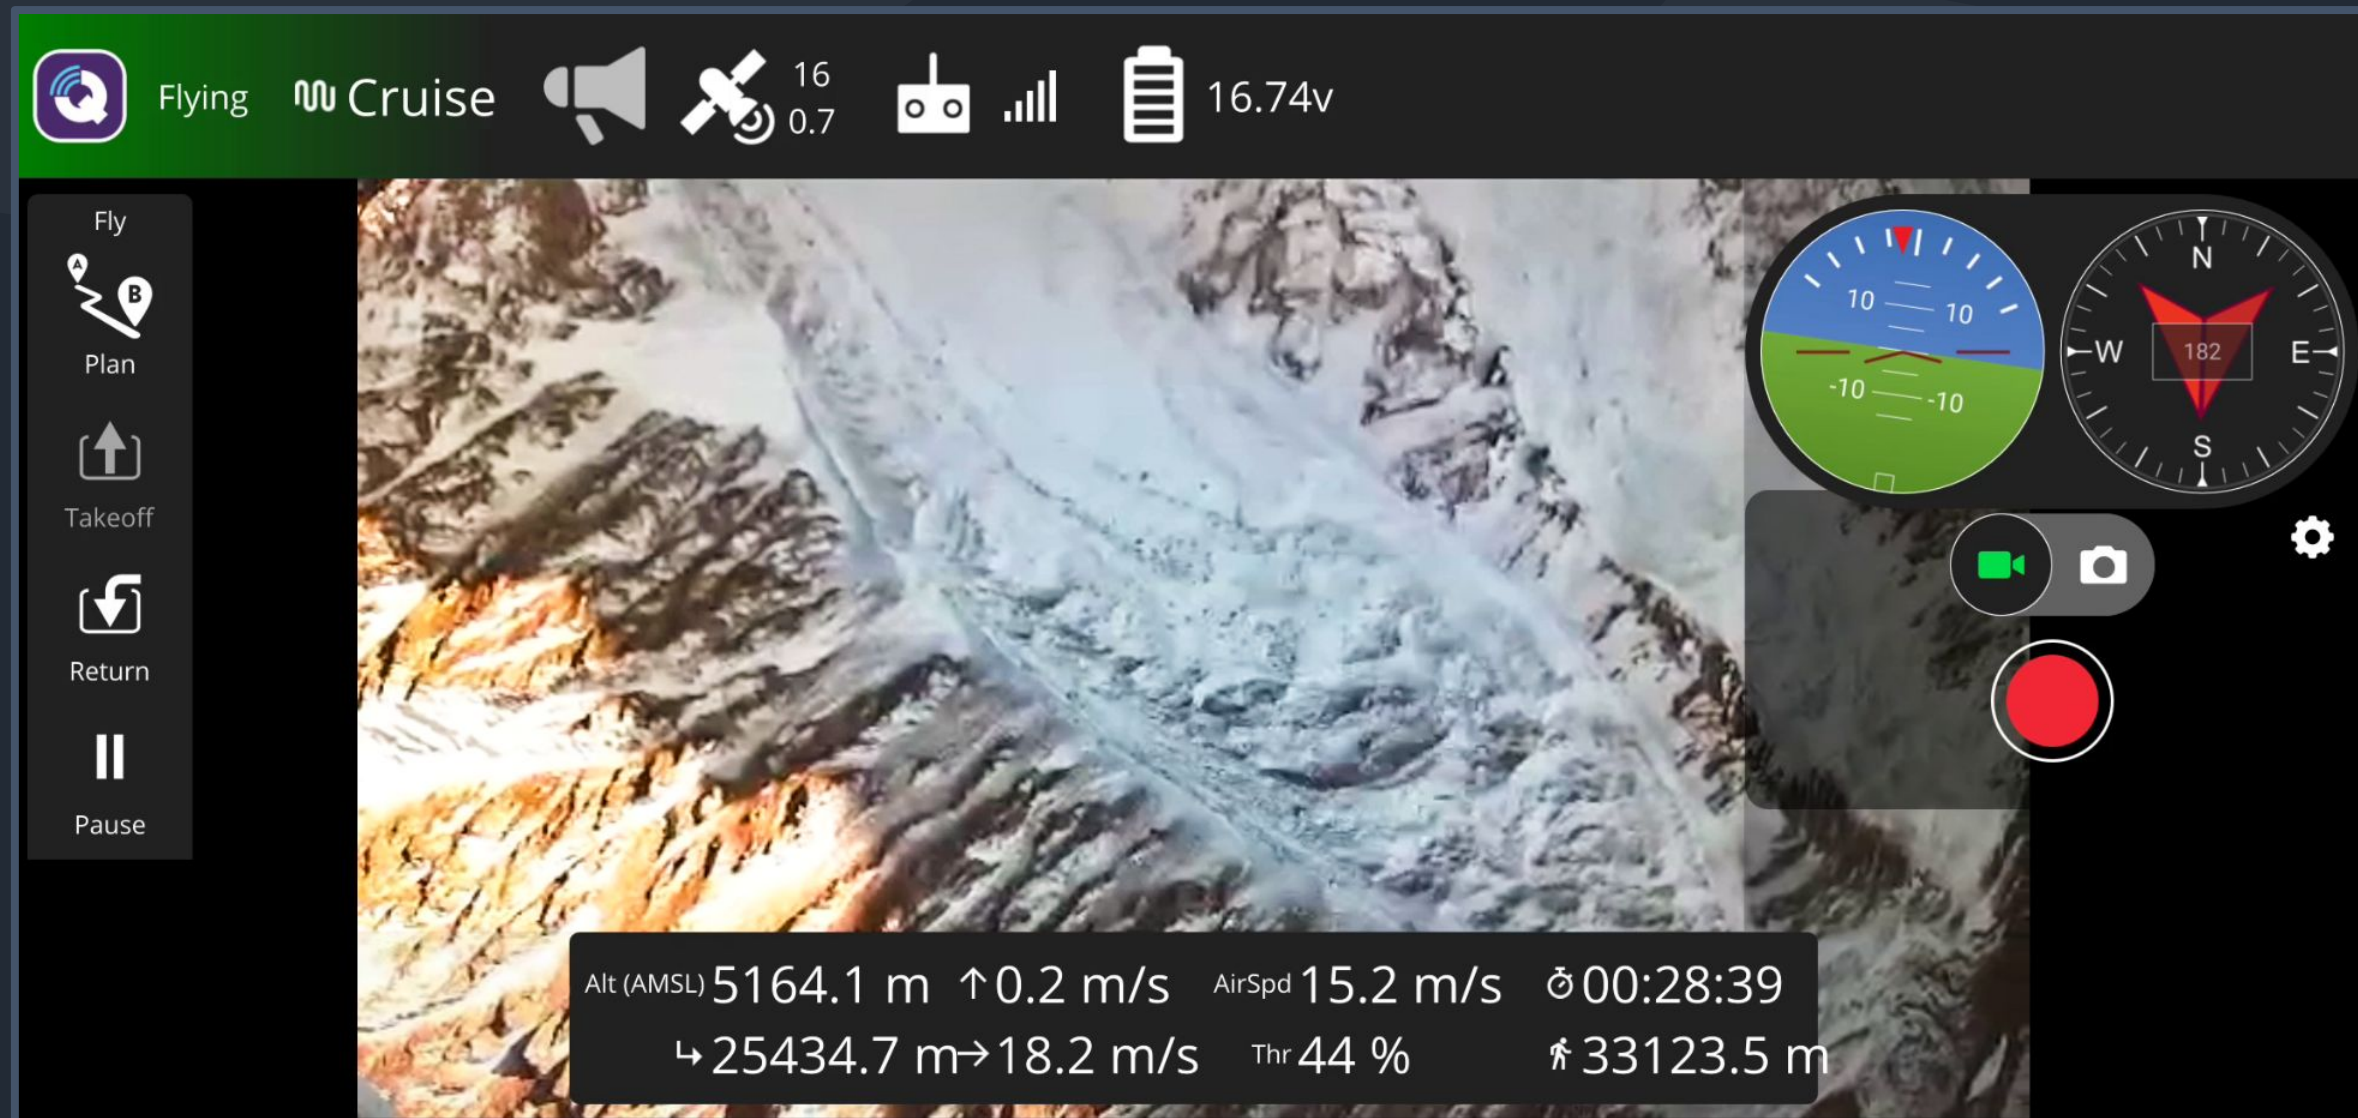 Flying
Cruise
16
0.7
16.74v
Fly
A
B
Plan
Takeoff
Return
Pause
10 10
-10 -10
N
W 182 E
S
Alt (AMSL) 5164.1 m ↑0.2 m/s AirSpd 15.2 m/s 00:28:39
↳25434.7 m →18.2 m/s Thr 44 % 33123.5 m